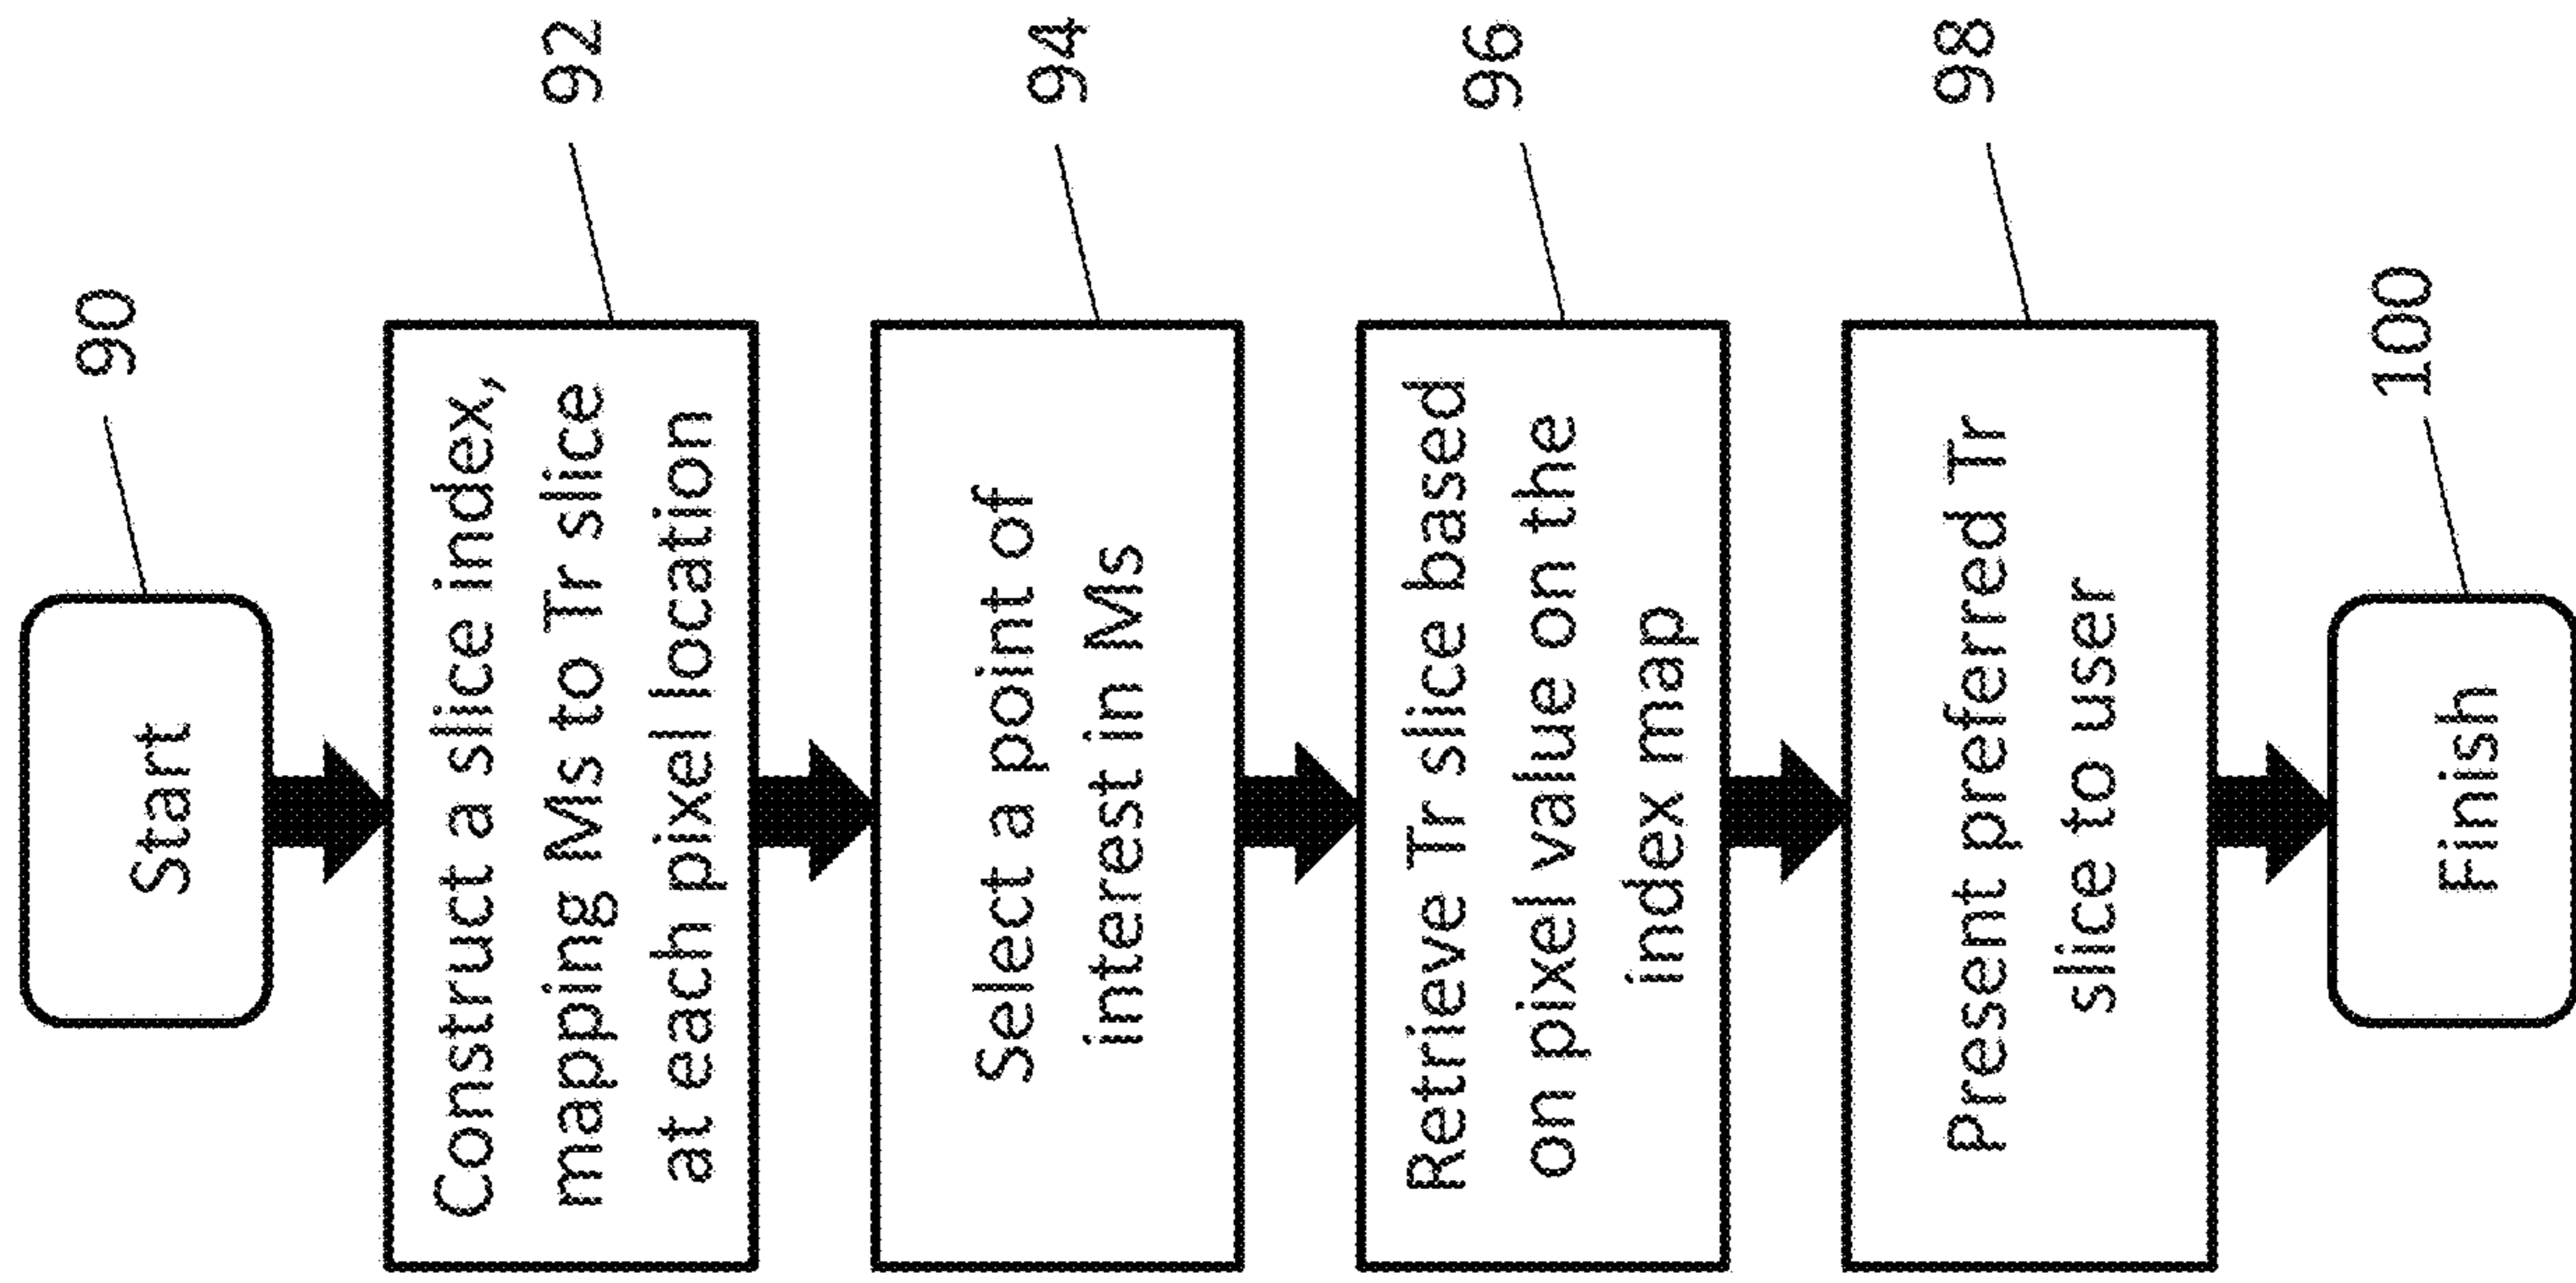 90
Start
92
Construct a slice index,
mapping Ms to Tr slice
at each pixel location
94
Select a point of
interest in Ms
96
Retrieve Tr slice based
on pixel value on the
index map
98
Present preferred Tr
slice to user
100
Finish